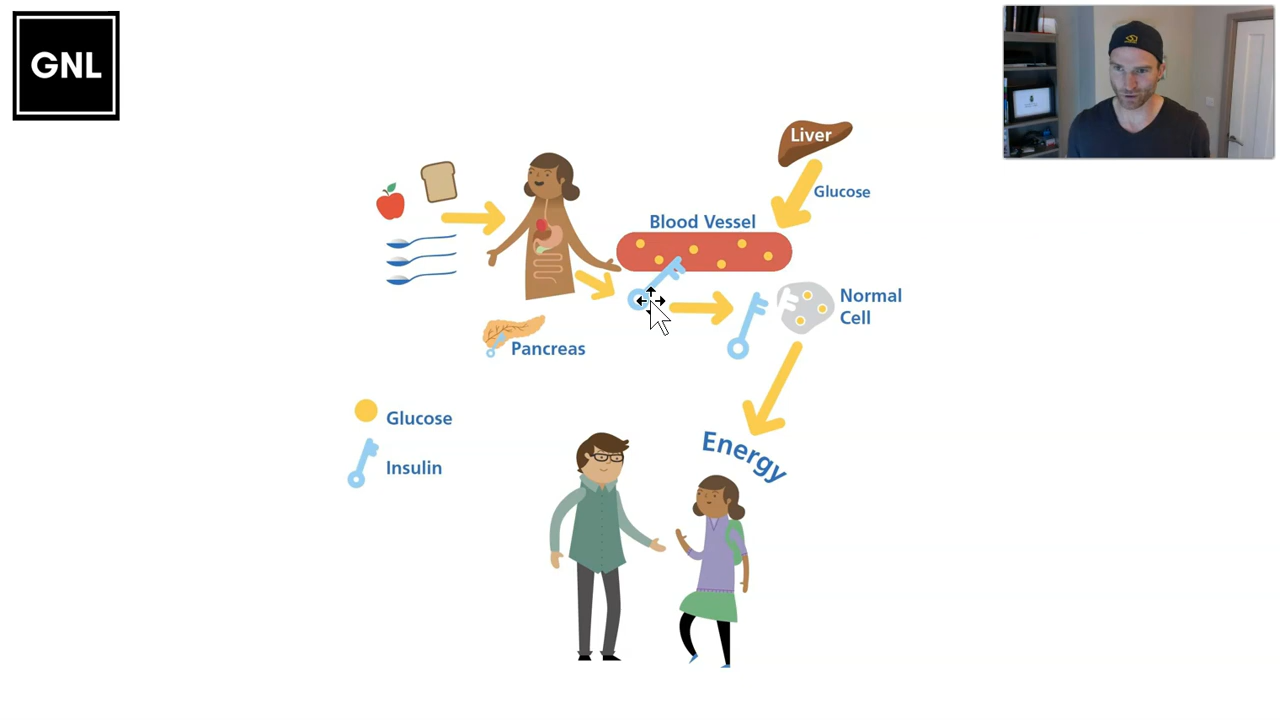 GNL
Liver
Glucose
Blood Vessel
Normal
Cell
Pancreas
Glucose
Insulin
Energy